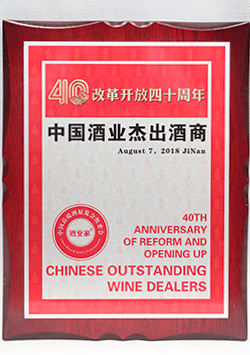 40 改革开放四十周年
中国酒业杰出酒商
August 7, 2018 JiNan
酒业家
40TH
ANNIVERSARY
OF REFORM AND
OPENING UP
CHINESE OUTSTANDING
WINE DEALERS